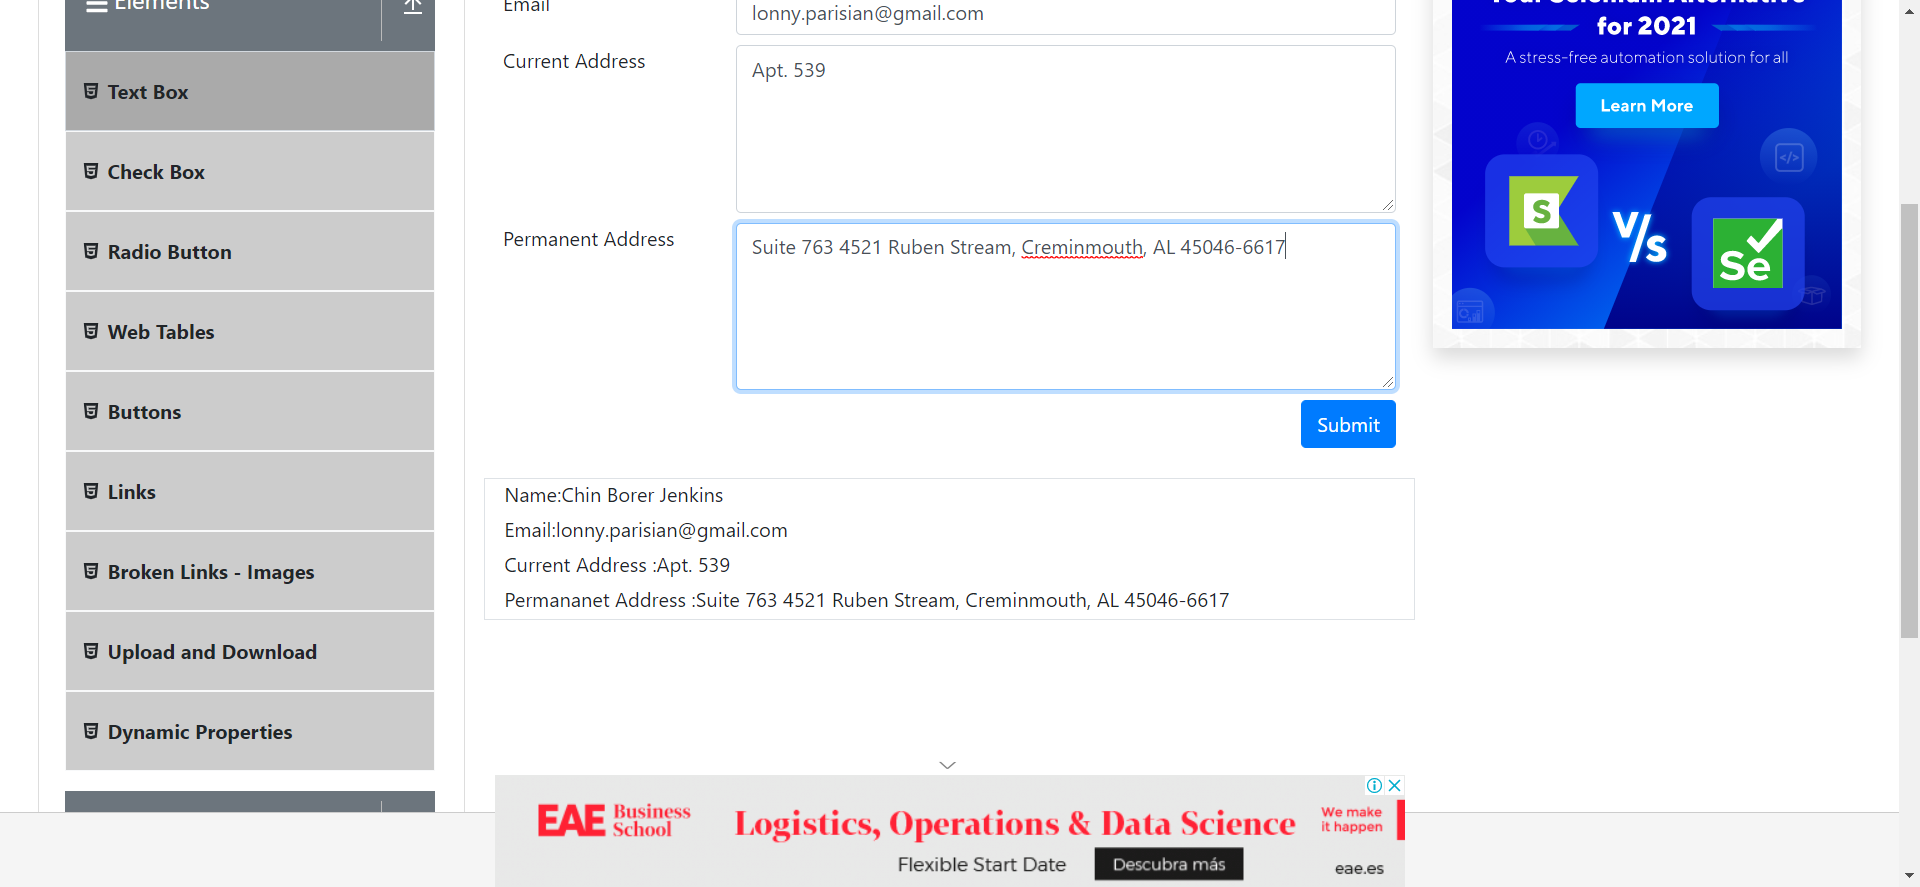 Elements
Text Box
Check Box
Radio Button
Web Tables
Buttons
Links
Broken Links - Images
Upload and Download
Dynamic Properties
Email
lonny.parisian@gmail.com
Current Address
Apt. 539
Permanent Address
Suite 763 4521 Ruben Stream, Creminmouth, AL 45046-6617
Submit
Name:Chin Borer Jenkins
Email:lonny.parisian@gmail.com
Current Address :Apt. 539
Permananet Address :Suite 763 4521 Ruben Stream, Creminmouth, AL 45046-6617
Your Selenium Alternative
for 2021
A stress-free automation solution for all
Learn More
</>
S
V/s
Se
EAE Business School
Logistics, Operations & Data Science
Flexible Start Date
Descubra más
We make
it happen
eae.es